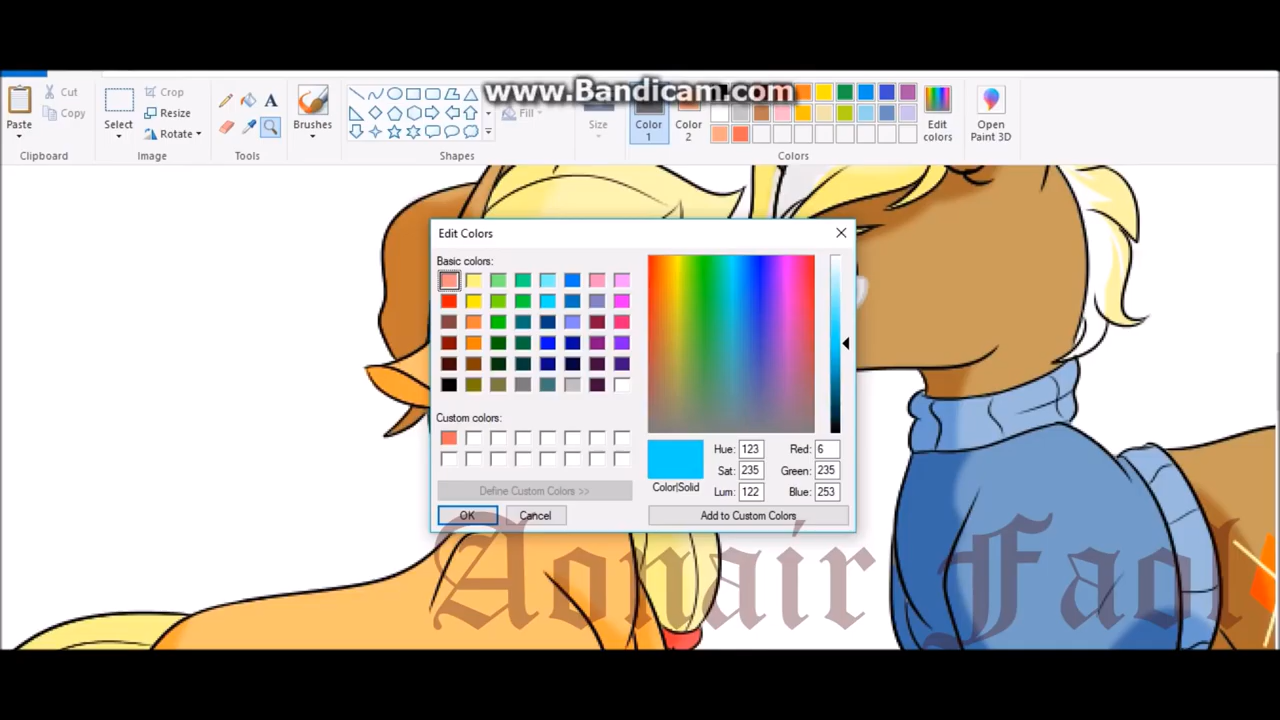 www.Bandicam.com
Paste
Cut
Copy
Clipboard
Select
Crop
Resize
Rotate
Image
A
Tools
Brushes
Fill
Shapes
Size
Color 1
Color 2
Edit colors
Colors
Open Paint 3D
Edit Colors
Basic colors:
Custom colors:
Define Custom Colors >>
OK
Cancel
Color|Solid
Hue: 123
Sat: 235
Lum: 122
Red: 6
Green: 235
Blue: 253
Add to Custom Colors
Aonair Faol